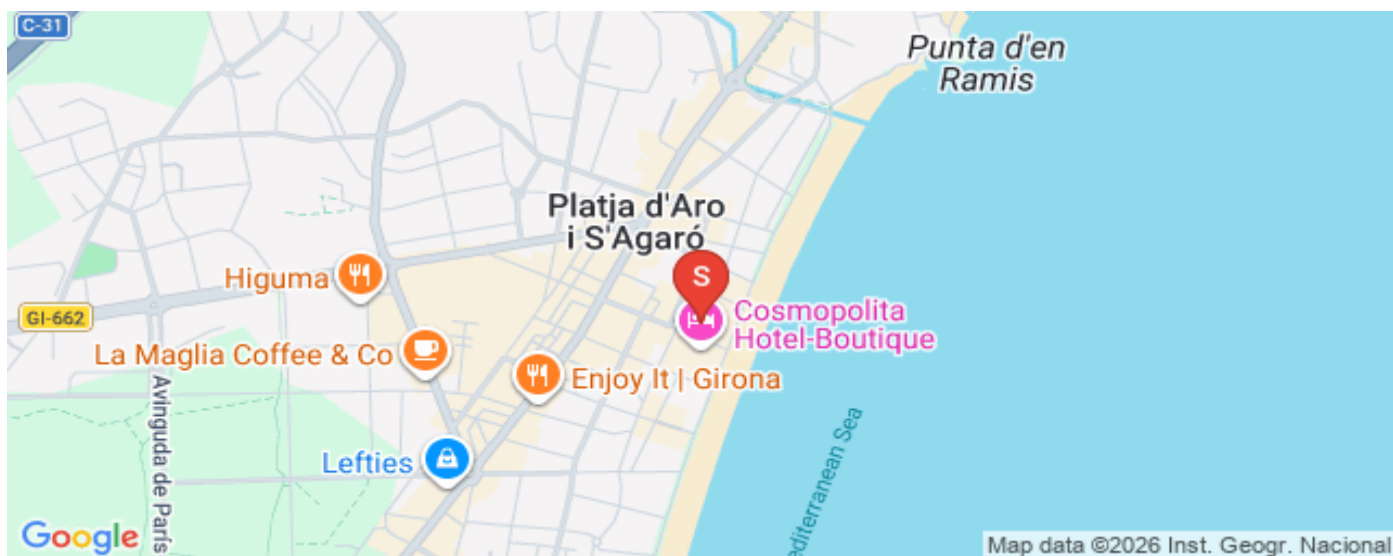 C-31
Punta d'en
Ramis
Platja d'Aro
i S'Agaró
S
Higuma
Cosmopolita
Hotel-Boutique
GI-662
La Maglia Coffee & Co
Enjoy It | Girona
Avinguda de París
Lefties
editerranean Sea
Google
Map data ©2026 Inst. Geogr. Nacional